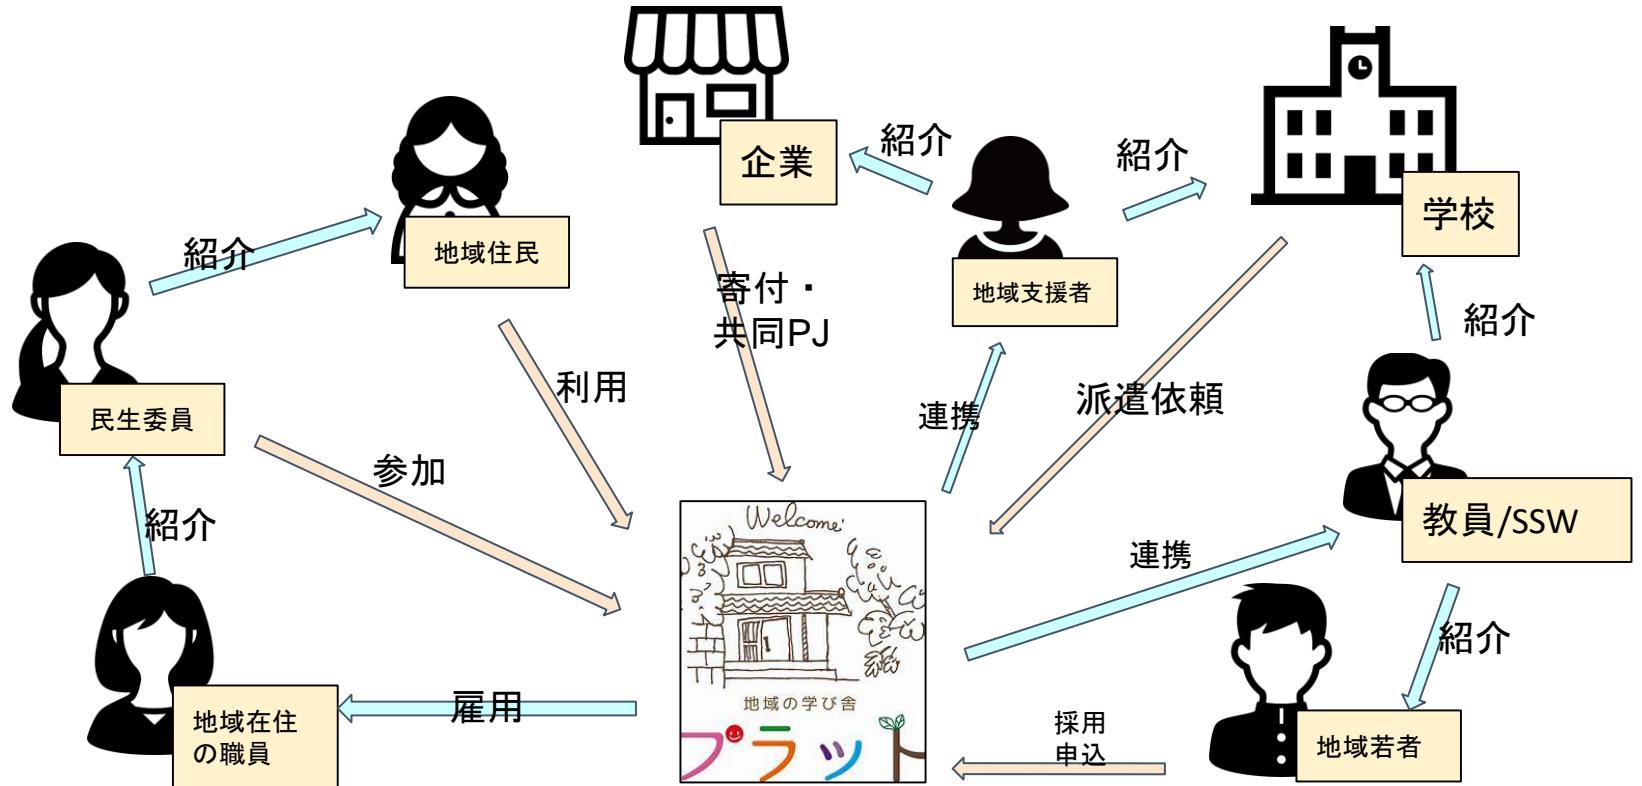 企業
紹介
紹介
学校
地域住民
紹介
地域支援者
寄付・
共同PJ
紹介
利用
連携
派遣依頼
民生委員
参加
紹介
Welcome
教員/SSW
連携
紹介
地域の学び舎
プラット
雇用
地域在住
の職員
採用
申込
地域若者